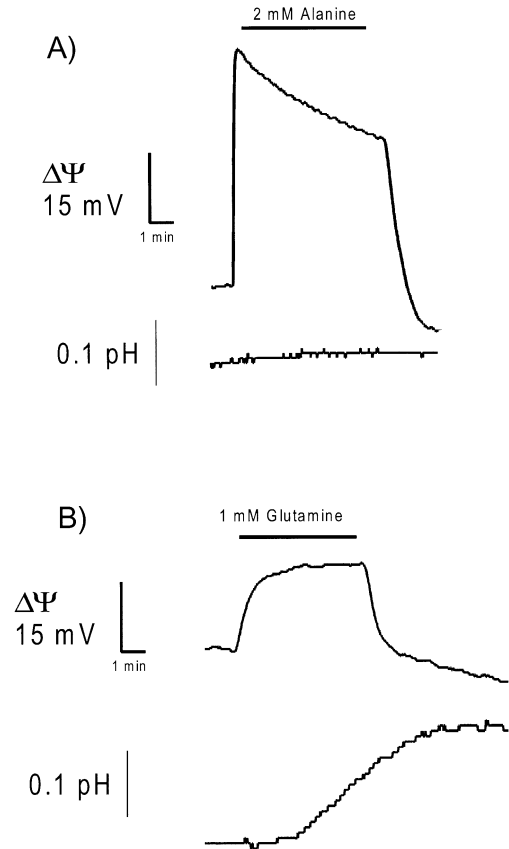 2 mM Alanine
A)
ΔΨ
15 mV
1 min
0.1 pH
1 mM Glutamine
B)
ΔΨ
15 mV
1 min
0.1 pH